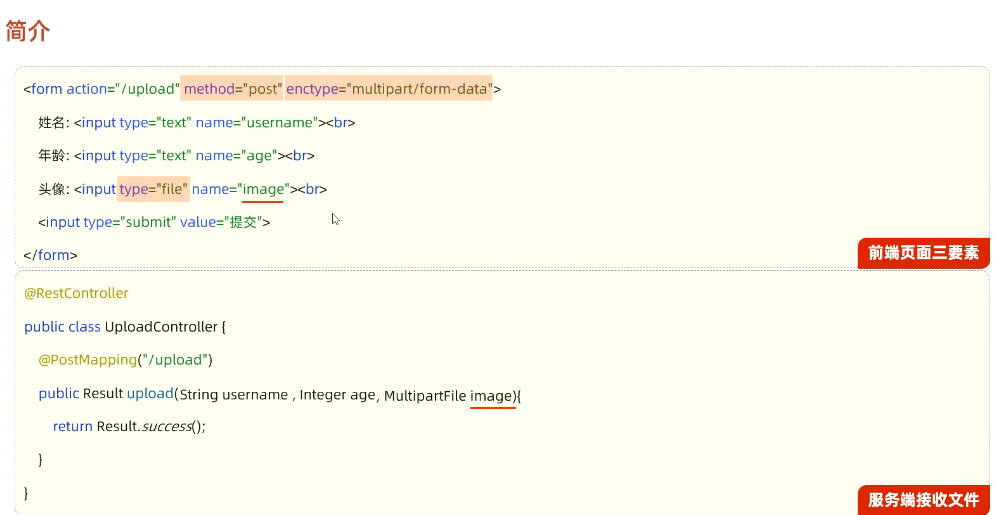 简介
<form action="/upload" method="post" enctype="multipart/form-data">
姓名: <input type="text" name="username"><br>
年龄: <input type="text" name="age"><br>
头像: <input type="file" name="image"><br>
<input type="submit" value="提交">
</form>
前端页面三要素
@RestController
public class UploadController {
@PostMapping("/upload")
public Result upload(String username , Integer age, MultipartFile image){
return Result.success();
}
}
服务端接收文件